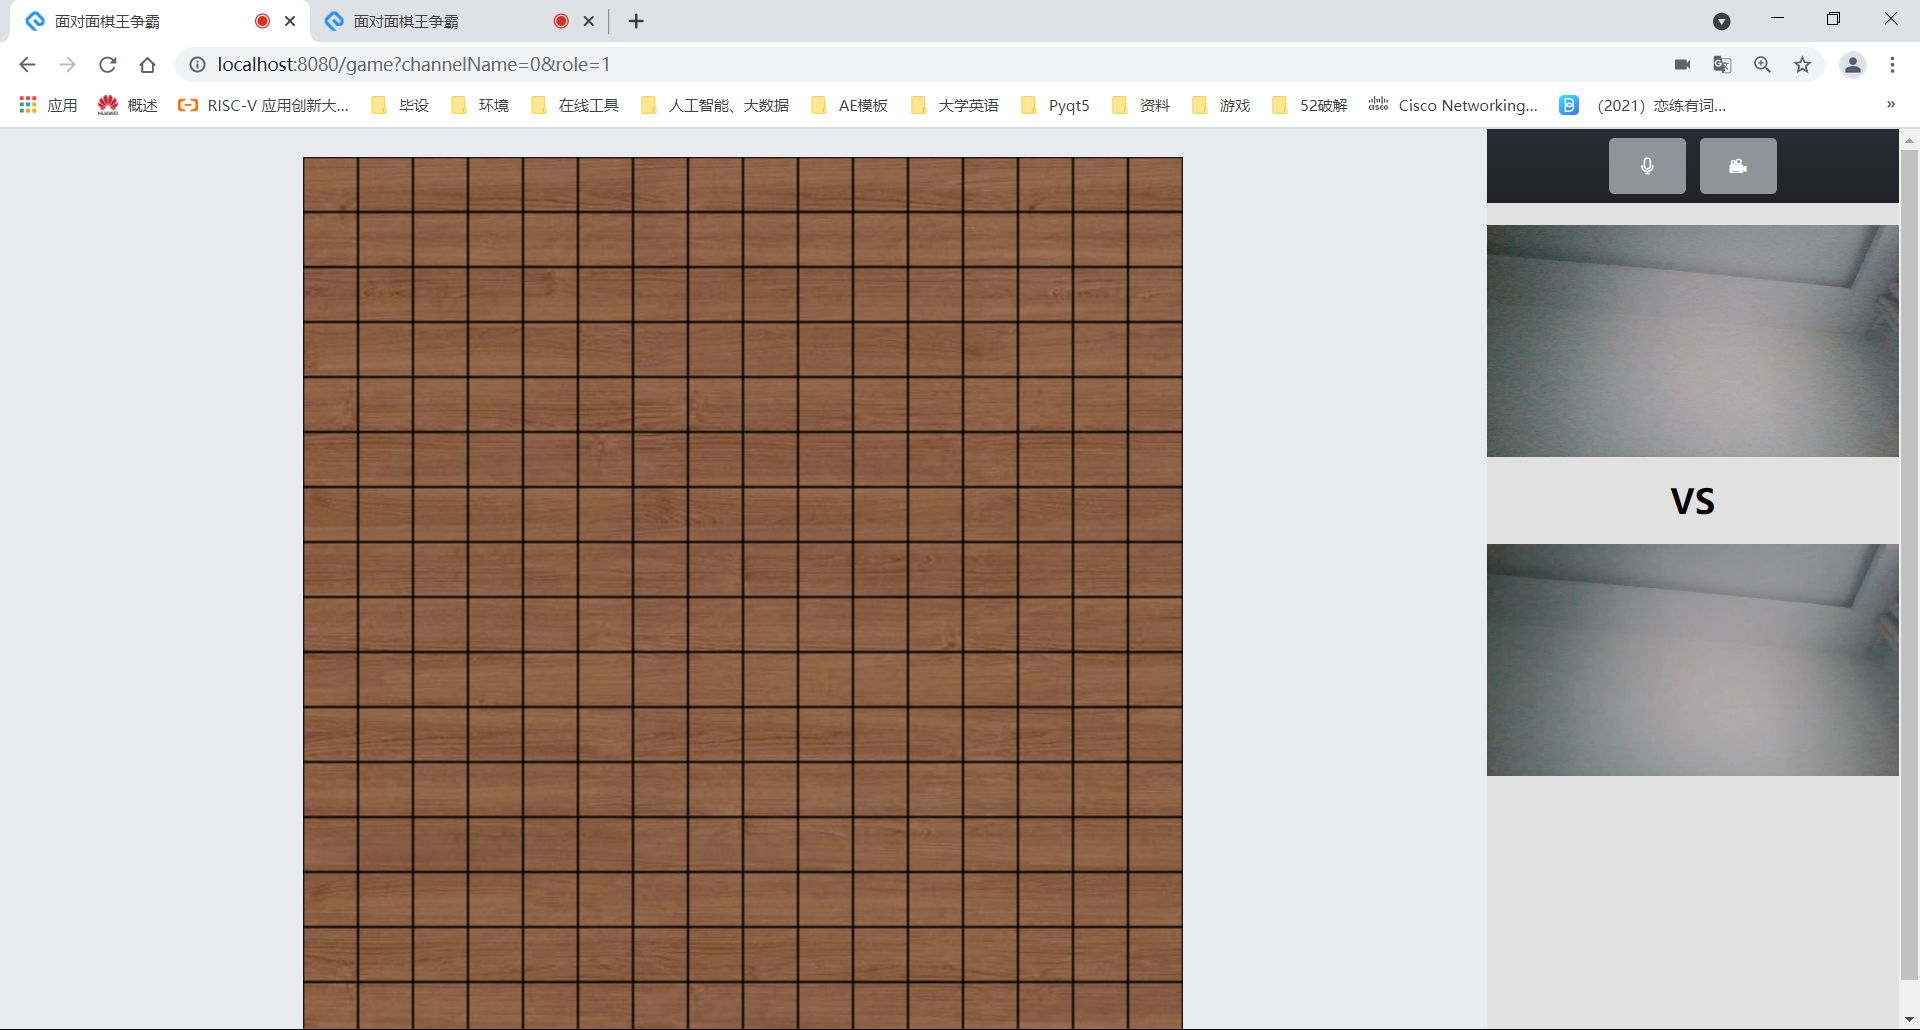 面对面棋王争霸
面对面棋王争霸
localhost:8080/game?channelName=0&role=1
应用 概述 RISC-V 应用创新大... 毕设 环境 在线工具 人工智能、大数据 AE模板 大学英语 Pyqt5 资料 游戏 52破解 Cisco Networking... （2021）恋练有词... »
VS